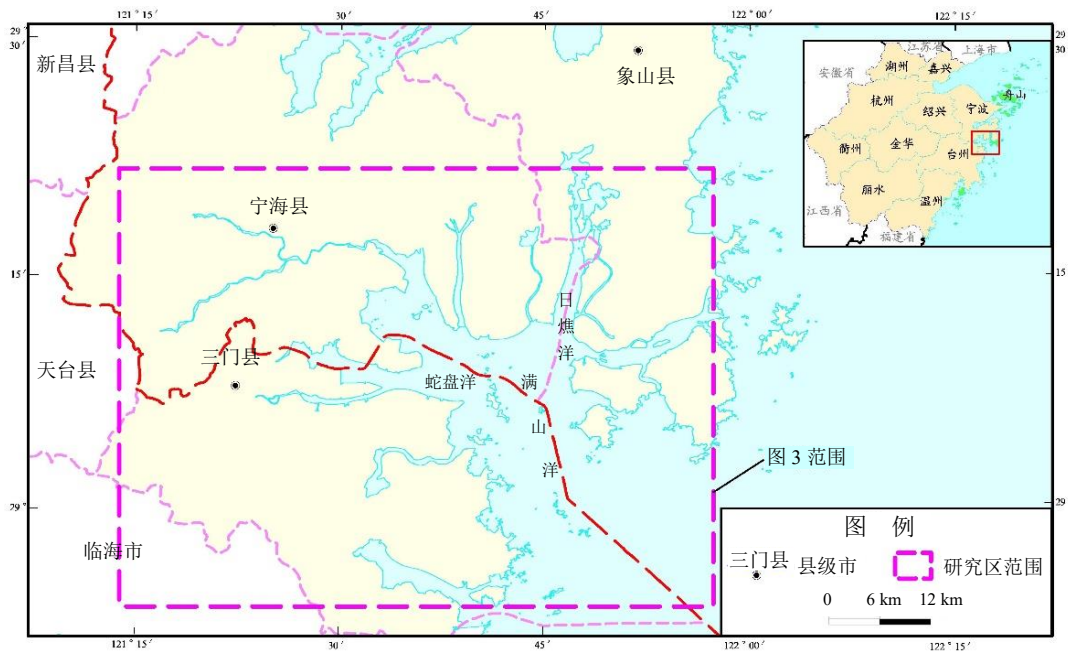 121 ° 15 ′
30 ′
45 ′
122 ° 00 ′
122 ° 15 ′
29 °
30 ′
29 °
30 ′
新昌县
象山县
江苏省
上海市
安徽省
湖州
嘉兴
杭州
绍兴
宁波
舟山
衢州
金华
台州
丽水
温州
江西省
福建省
宁海县
15 ′
15 ′
日
樵
洋
天台县
三门县
蛇盘洋
满
山
洋
图 3 范围
29 °
29 °
临海市
图 例
三门县
县级市
研究区范围
0 6 km 12 km
121 ° 15 ′
30 ′
45 ′
122 ° 00 ′
122 ° 15 ′